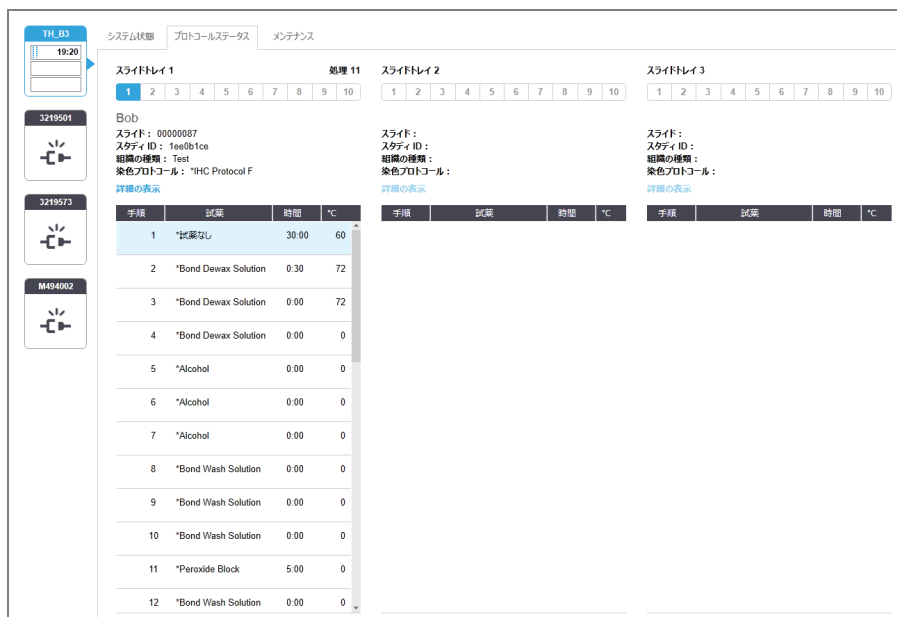 TH_B3
19:20
3219501
3219573
M494002
システム状態 プロトコールステータス メンテナンス
スライドトレイ 1 処理 11
1 2 3 4 5 6 7 8 9 10
Bob
スライド： 00000087
スタディ ID： 1ee0b1ce
組織の種類： Test
染色プロトコール： *IHC Protocol F
詳細の表示
手順 試薬 時間 °C
1 *試薬なし 30:00 60
2 *Bond Dewax Solution 0:30 72
3 *Bond Dewax Solution 0:00 72
4 *Bond Dewax Solution 0:00 0
5 *Alcohol 0:00 0
6 *Alcohol 0:00 0
7 *Alcohol 0:00 0
8 *Bond Wash Solution 0:00 0
9 *Bond Wash Solution 0:00 0
10 *Bond Wash Solution 0:00 0
11 *Peroxide Block 5:00 0
12 *Bond Wash Solution 0:00 0
スライドトレイ 2
1 2 3 4 5 6 7 8 9 10
スライド：
スタディ ID：
組織の種類：
染色プロトコール：
詳細の表示
手順 試薬 時間 °C
スライドトレイ 3
1 2 3 4 5 6 7 8 9 10
スライド：
スタディ ID：
組織の種類：
染色プロトコール：
詳細の表示
手順 試薬 時間 °C